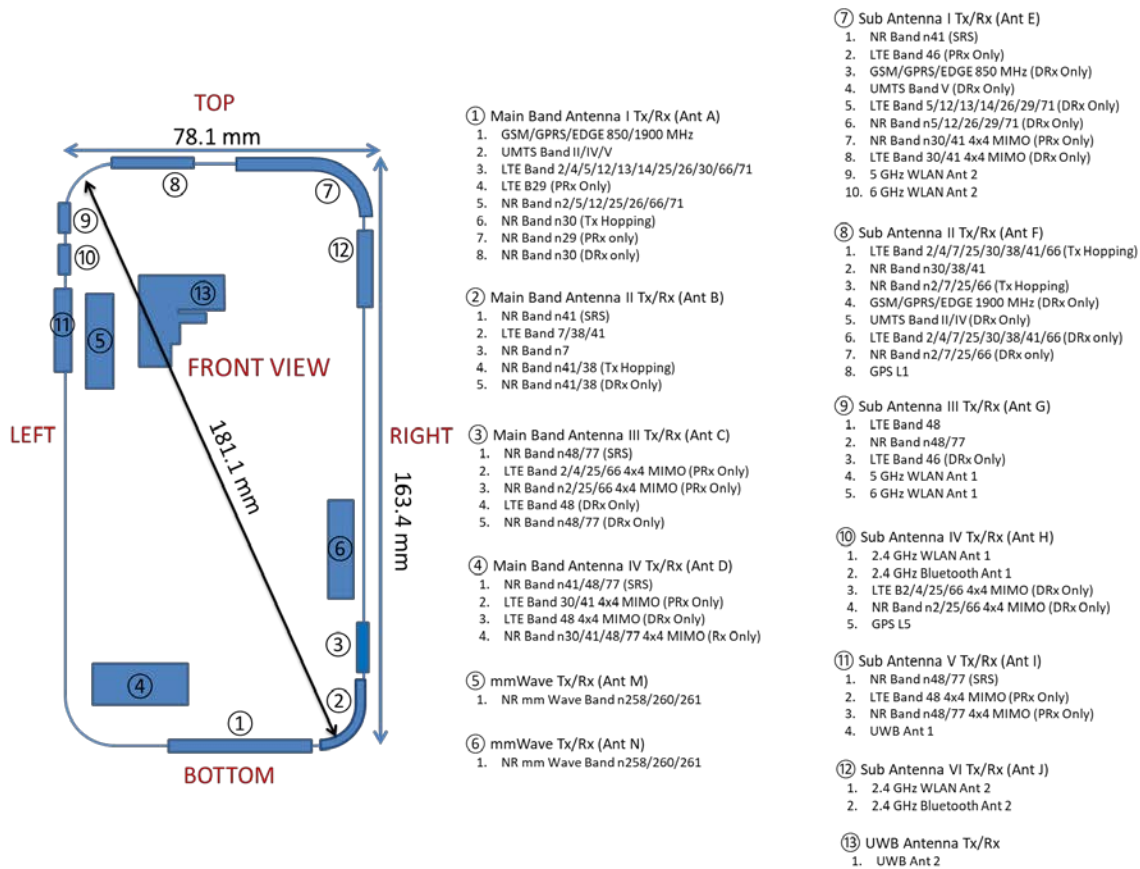 TOP
78.1 mm
⑧
⑦
⑨
⑩
⑫
⑬
⑪
⑤
FRONT VIEW
LEFT
RIGHT
181.1 mm
163.4 mm
⑥
③
④
②
①
BOTTOM
① Main Band Antenna I Tx/Rx (Ant A)
1. GSM/GPRS/EDGE 850/1900 MHz
2. UMTS Band II/IV/V
3. LTE Band 2/4/5/12/13/14/25/26/30/66/71
4. LTE B29 (PRx Only)
5. NR Band n2/5/12/25/26/66/71
6. NR Band n30 (Tx Hopping)
7. NR Band n29 (PRx only)
8. NR Band n30 (DRx only)
② Main Band Antenna II Tx/Rx (Ant B)
1. NR Band n41 (SRS)
2. LTE Band 7/38/41
3. NR Band n7
4. NR Band n41/38 (Tx Hopping)
5. NR Band n41/38 (DRx Only)
③ Main Band Antenna III Tx/Rx (Ant C)
1. NR Band n48/77 (SRS)
2. LTE Band 2/4/25/66 4x4 MIMO (PRx Only)
3. NR Band n2/25/66 4x4 MIMO (PRx Only)
4. LTE Band 48 (DRx Only)
5. NR Band n48/77 (DRx Only)
④ Main Band Antenna IV Tx/Rx (Ant D)
1. NR Band n41/48/77 (SRS)
2. LTE Band 30/41 4x4 MIMO (PRx Only)
3. LTE Band 48 4x4 MIMO (DRx Only)
4. NR Band n30/41/48/77 4x4 MIMO (Rx Only)
⑤ mmWave Tx/Rx (Ant M)
1. NR mm Wave Band n258/260/261
⑥ mmWave Tx/Rx (Ant N)
1. NR mm Wave Band n258/260/261
⑦ Sub Antenna I Tx/Rx (Ant E)
1. NR Band n41 (SRS)
2. LTE Band 46 (PRx Only)
3. GSM/GPRS/EDGE 850 MHz (DRx Only)
4. UMTS Band V (DRx Only)
5. LTE Band 5/12/13/14/26/29/71 (DRx Only)
6. NR Band n5/12/26/29/71 (DRx Only)
7. NR Band n30/41 4x4 MIMO (PRx Only)
8. LTE Band 30/41 4x4 MIMO (DRx Only)
9. 5 GHz WLAN Ant 2
10. 6 GHz WLAN Ant 2
⑧ Sub Antenna II Tx/Rx (Ant F)
1. LTE Band 2/4/7/25/30/38/41/66 (Tx Hopping)
2. NR Band n30/38/41
3. NR Band n2/7/25/66 (Tx Hopping)
4. GSM/GPRS/EDGE 1900 MHz (DRx Only)
5. UMTS Band II/IV (DRx Only)
6. LTE Band 2/4/7/25/30/38/41/66 (DRx only)
7. NR Band n2/7/25/66 (DRx only)
8. GPS L1
⑨ Sub Antenna III Tx/Rx (Ant G)
1. LTE Band 48
2. NR Band n48/77
3. LTE Band 46 (DRx Only)
4. 5 GHz WLAN Ant 1
5. 6 GHz WLAN Ant 1
⑩ Sub Antenna IV Tx/Rx (Ant H)
1. 2.4 GHz WLAN Ant 1
2. 2.4 GHz Bluetooth Ant 1
3. LTE B2/4/25/66 4x4 MIMO (DRx Only)
4. NR Band n2/25/66 4x4 MIMO (DRx Only)
5. GPS L5
⑪ Sub Antenna V Tx/Rx (Ant I)
1. NR Band n48/77 (SRS)
2. LTE Band 48 4x4 MIMO (PRx Only)
3. NR Band n48/77 4x4 MIMO (PRx Only)
4. UWB Ant 1
⑫ Sub Antenna VI Tx/Rx (Ant J)
1. 2.4 GHz WLAN Ant 2
2. 2.4 GHz Bluetooth Ant 2
⑬ UWB Antenna Tx/Rx
1. UWB Ant 2